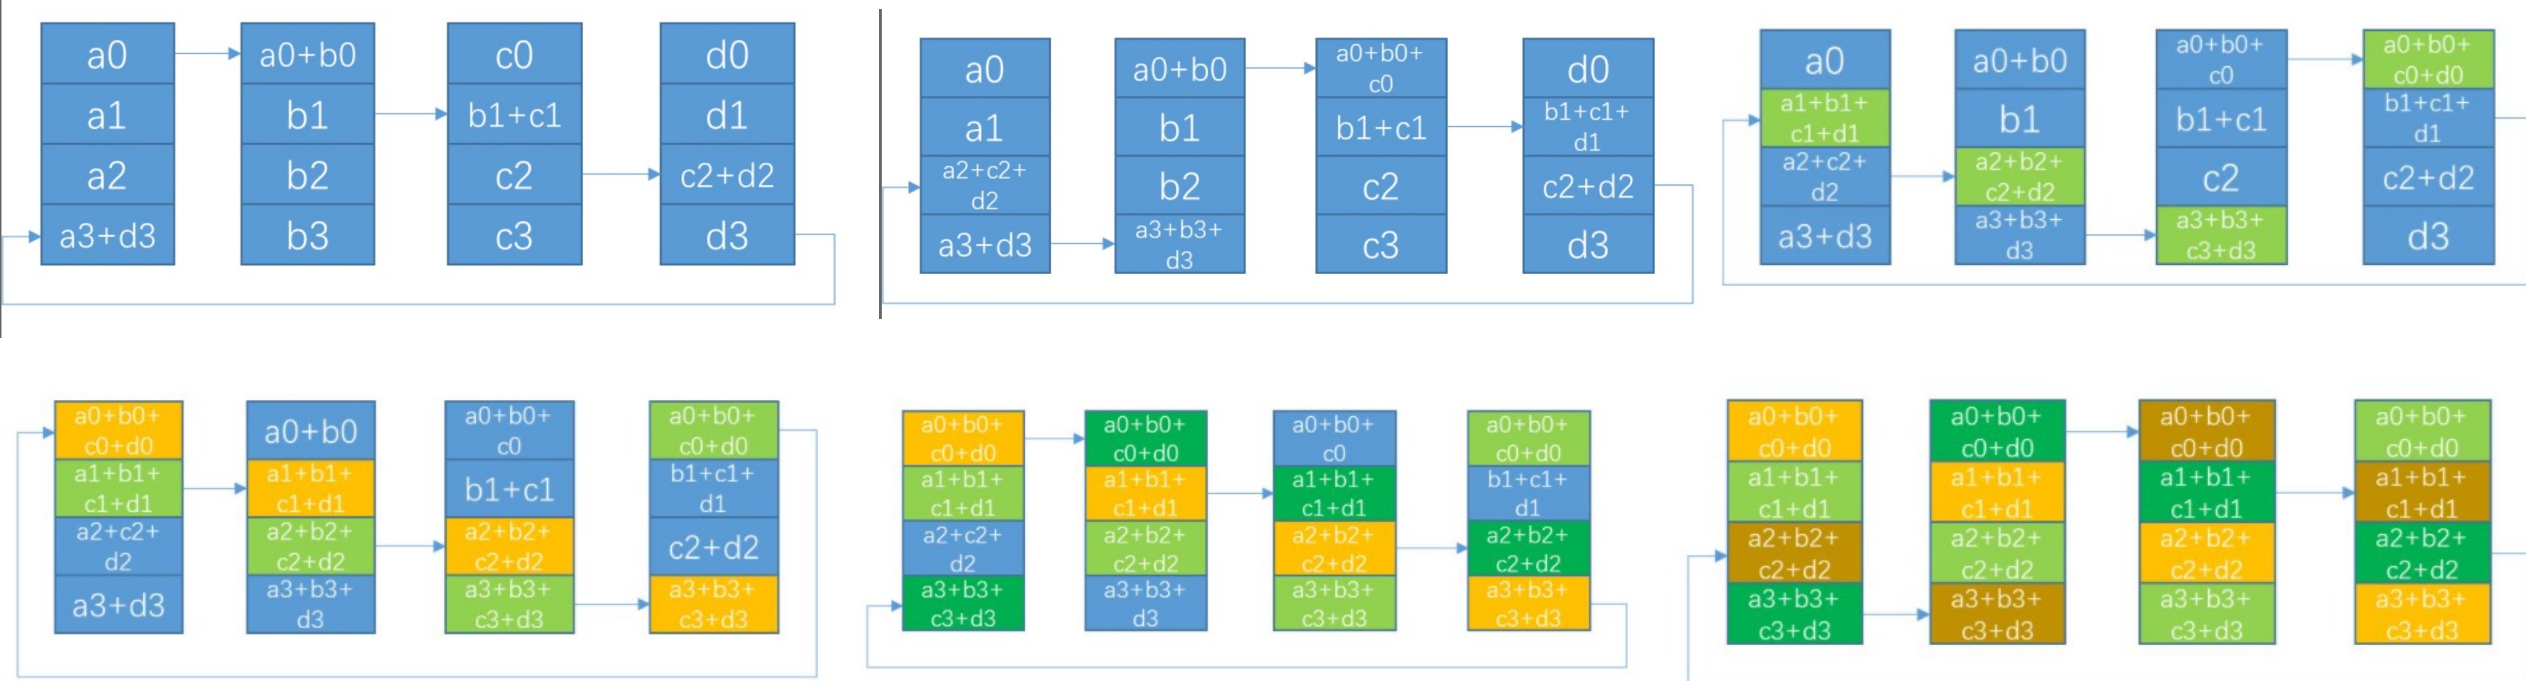 a0
a1
a2
a3+d3
a0+b0
b1
b2
b3
c0
b1+c1
c2
c3
d0
d1
c2+d2
d3
a0
a1
a2+c2+
d2
a3+d3
a0+b0
b1
b2
a3+b3+
d3
a0+b0+
c0
b1+c1
c2
c3
d0
b1+c1+
d1
c2+d2
d3
a0
a1+b1+
c1+d1
a2+c2+
d2
a3+d3
a0+b0
b1
a2+b2+
c2+d2
a3+b3+
d3
a0+b0+
c0
b1+c1
c2
a3+b3+
c3+d3
a0+b0+
c0+d0
b1+c1+
d1
c2+d2
d3
a0+b0+
c0+d0
a1+b1+
c1+d1
a2+c2+
d2
a3+d3
a0+b0
a1+b1+
c1+d1
a2+b2+
c2+d2
a3+b3+
d3
a0+b0+
c0
b1+c1
a2+b2+
c2+d2
a3+b3+
c3+d3
a0+b0+
c0+d0
b1+c1+
d1
c2+d2
a3+b3+
c3+d3
a0+b0+
c0+d0
a1+b1+
c1+d1
a2+c2+
d2
a3+b3+
c3+d3
a0+b0+
c0+d0
a1+b1+
c1+d1
a2+b2+
c2+d2
a3+b3+
d3
a0+b0+
c0
a1+b1+
c1+d1
a2+b2+
c2+d2
a3+b3+
c3+d3
a0+b0+
c0+d0
b1+c1+
d1
a2+b2+
c2+d2
a3+b3+
c3+d3
a0+b0+
c0+d0
a1+b1+
c1+d1
a2+b2+
c2+d2
a3+b3+
c3+d3
a0+b0+
c0+d0
a1+b1+
c1+d1
a2+b2+
c2+d2
a3+b3+
c3+d3
a0+b0+
c0+d0
a1+b1+
c1+d1
a2+b2+
c2+d2
a3+b3+
c3+d3
a0+b0+
c0+d0
a1+b1+
c1+d1
a2+b2+
c2+d2
a3+b3+
c3+d3